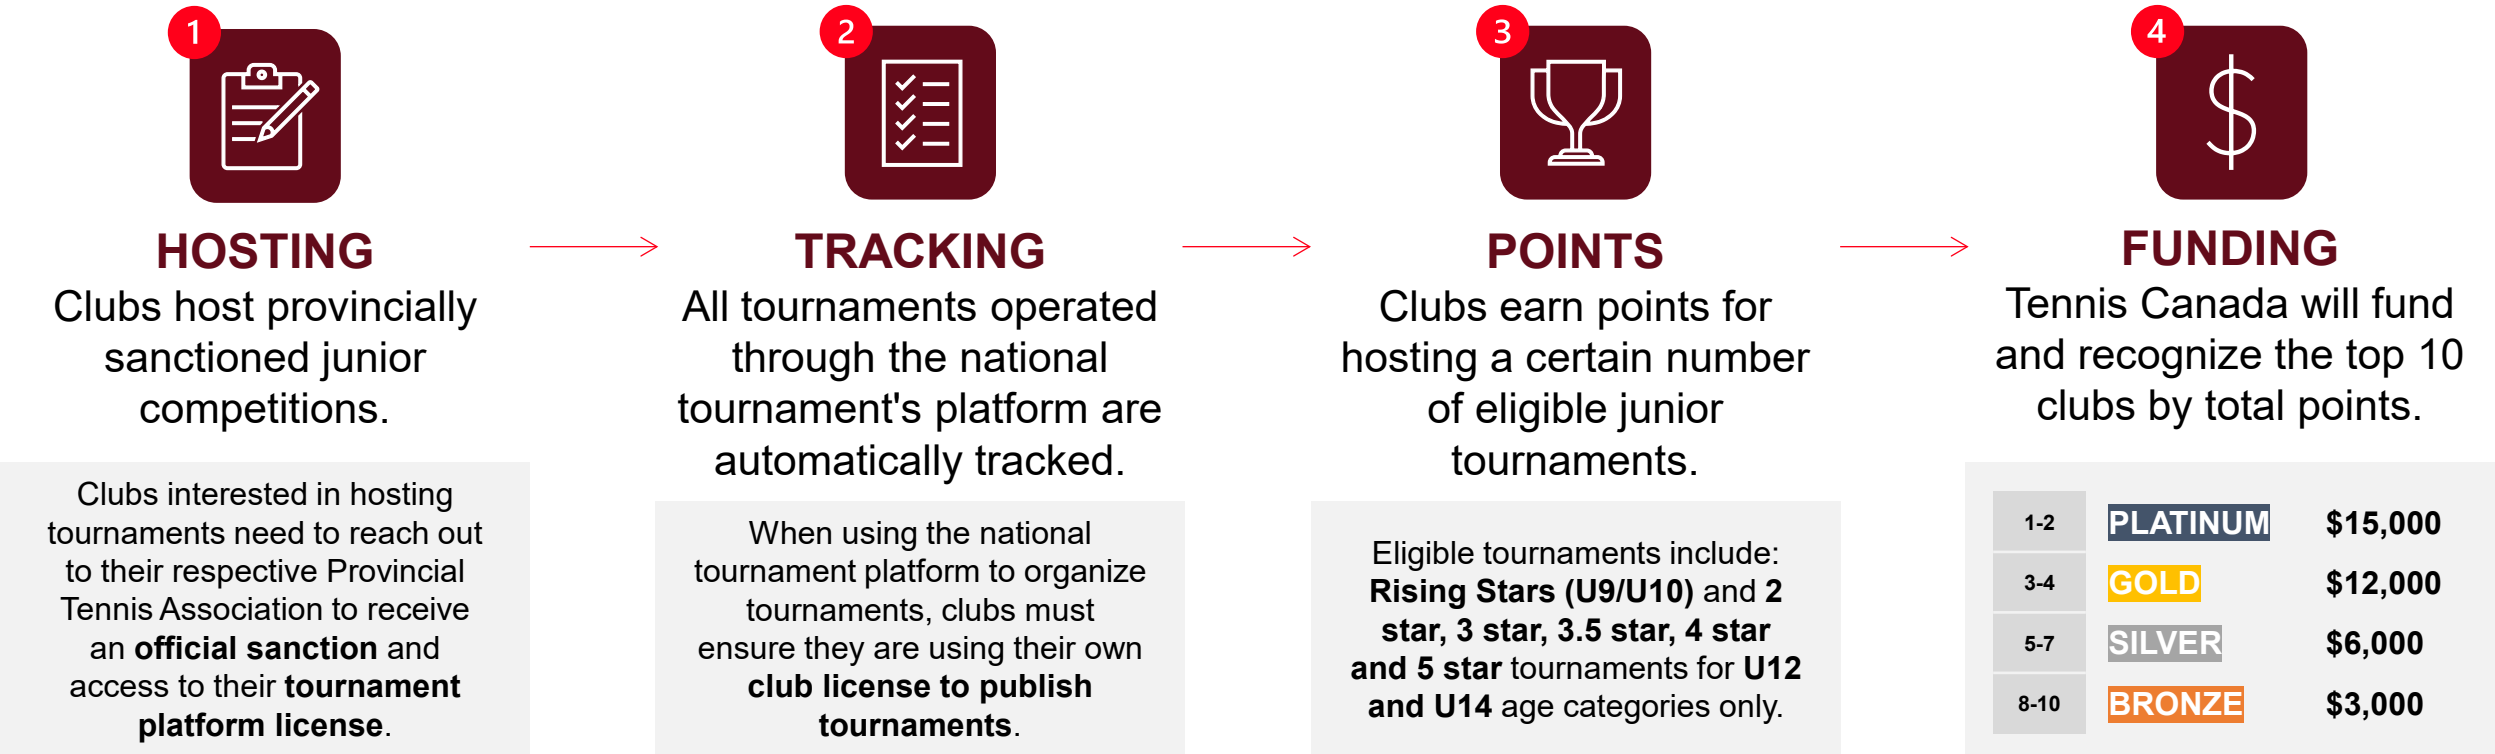 1
HOSTING
Clubs host provincially
sanctioned junior
competitions.
Clubs interested in hosting
tournaments need to reach out
to their respective Provincial
Tennis Association to receive
an official sanction and
access to their tournament
platform license.
2
TRACKING
All tournaments operated
through the national
tournament's platform are
automatically tracked.
When using the national
tournament platform to organize
tournaments, clubs must
ensure they are using their own
club license to publish
tournaments.
3
POINTS
Clubs earn points for
hosting a certain number
of eligible junior
tournaments.
Eligible tournaments include:
Rising Stars (U9/U10) and 2
star, 3 star, 3.5 star, 4 star
and 5 star tournaments for U12
and U14 age categories only.
4
FUNDING
Tennis Canada will fund
and recognize the top 10
clubs by total points.
1-2 PLATINUM $15,000
3-4 GOLD $12,000
5-7 SILVER $6,000
8-10 BRONZE $3,000